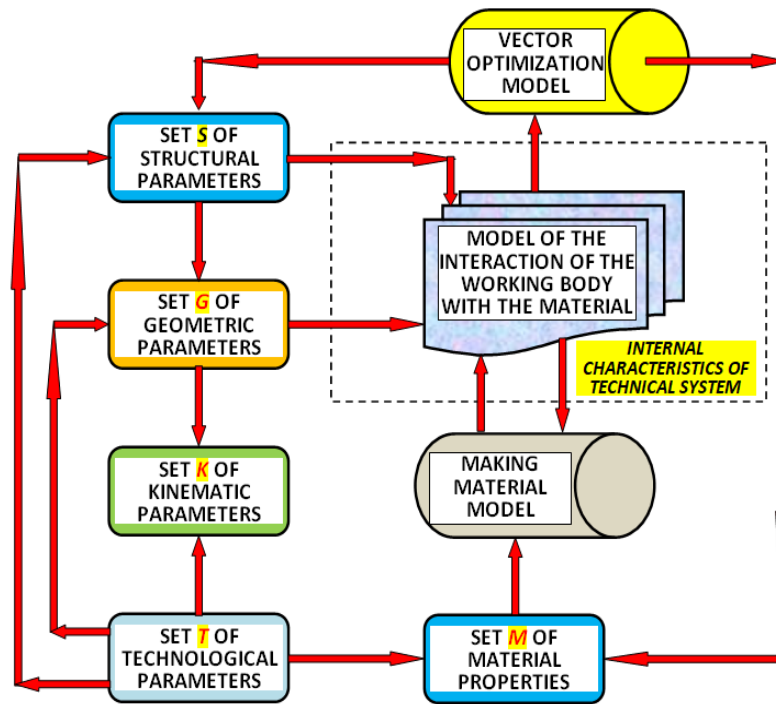 VECTOR
OPTIMIZATION
MODEL
SET S OF
STRUCTURAL
PARAMETERS
MODEL OF THE
INTERACTION OF THE
WORKING BODY
WITH THE MATERIAL
SET G OF
GEOMETRIC
PARAMETERS
INTERNAL
CHARACTERISTICS OF
TECHNICAL SYSTEM
SET K OF
KINEMATIC
PARAMETERS
MAKING
MATERIAL
MODEL
SET T OF
TECHNOLOGICAL
PARAMETERS
SET M OF
MATERIAL
PROPERTIES